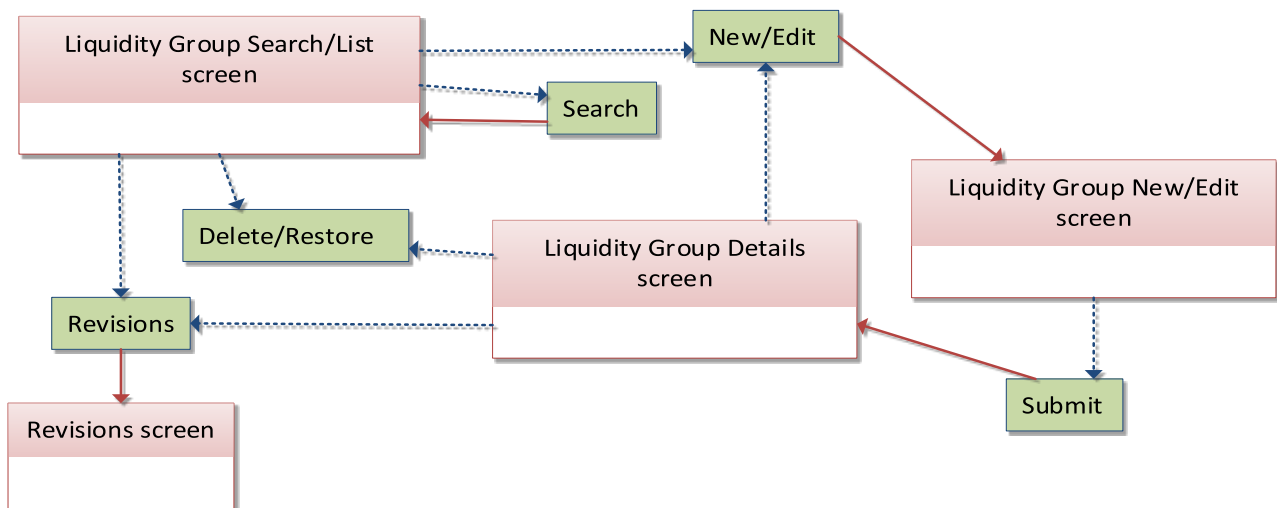 Liquidity Group Search/List
screen
New/Edit
Search
Liquidity Group New/Edit
screen
Delete/Restore
Liquidity Group Details
screen
Revisions
Submit
Revisions screen